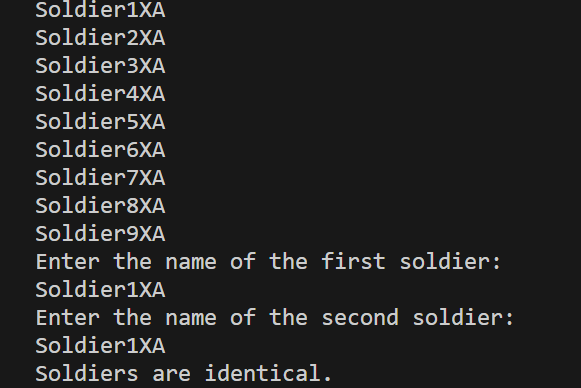 Soldier1XA
Soldier2XA
Soldier3XA
Soldier4XA
Soldier5XA
Soldier6XA
Soldier7XA
Soldier8XA
Soldier9XA
Enter the name of the first soldier:
Soldier1XA
Enter the name of the second soldier:
Soldier1XA
Soldiers are identical.